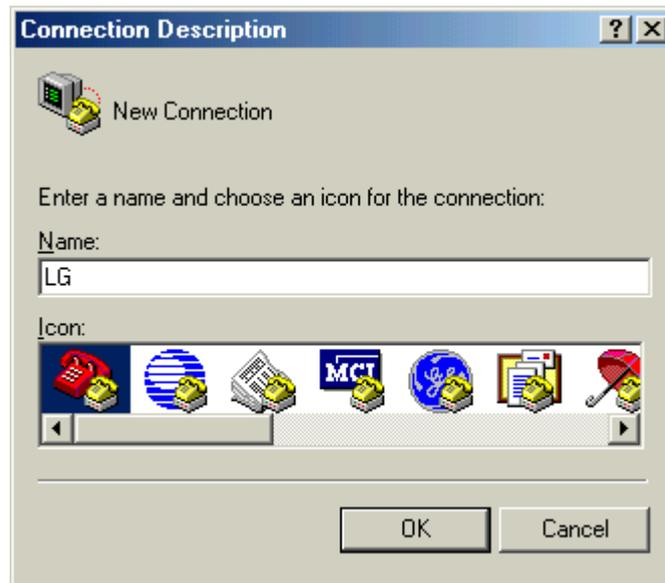 Connection Description
New Connection
Enter a name and choose an icon for the connection:
Name:
LG
Icon:
MCI
OK Cancel